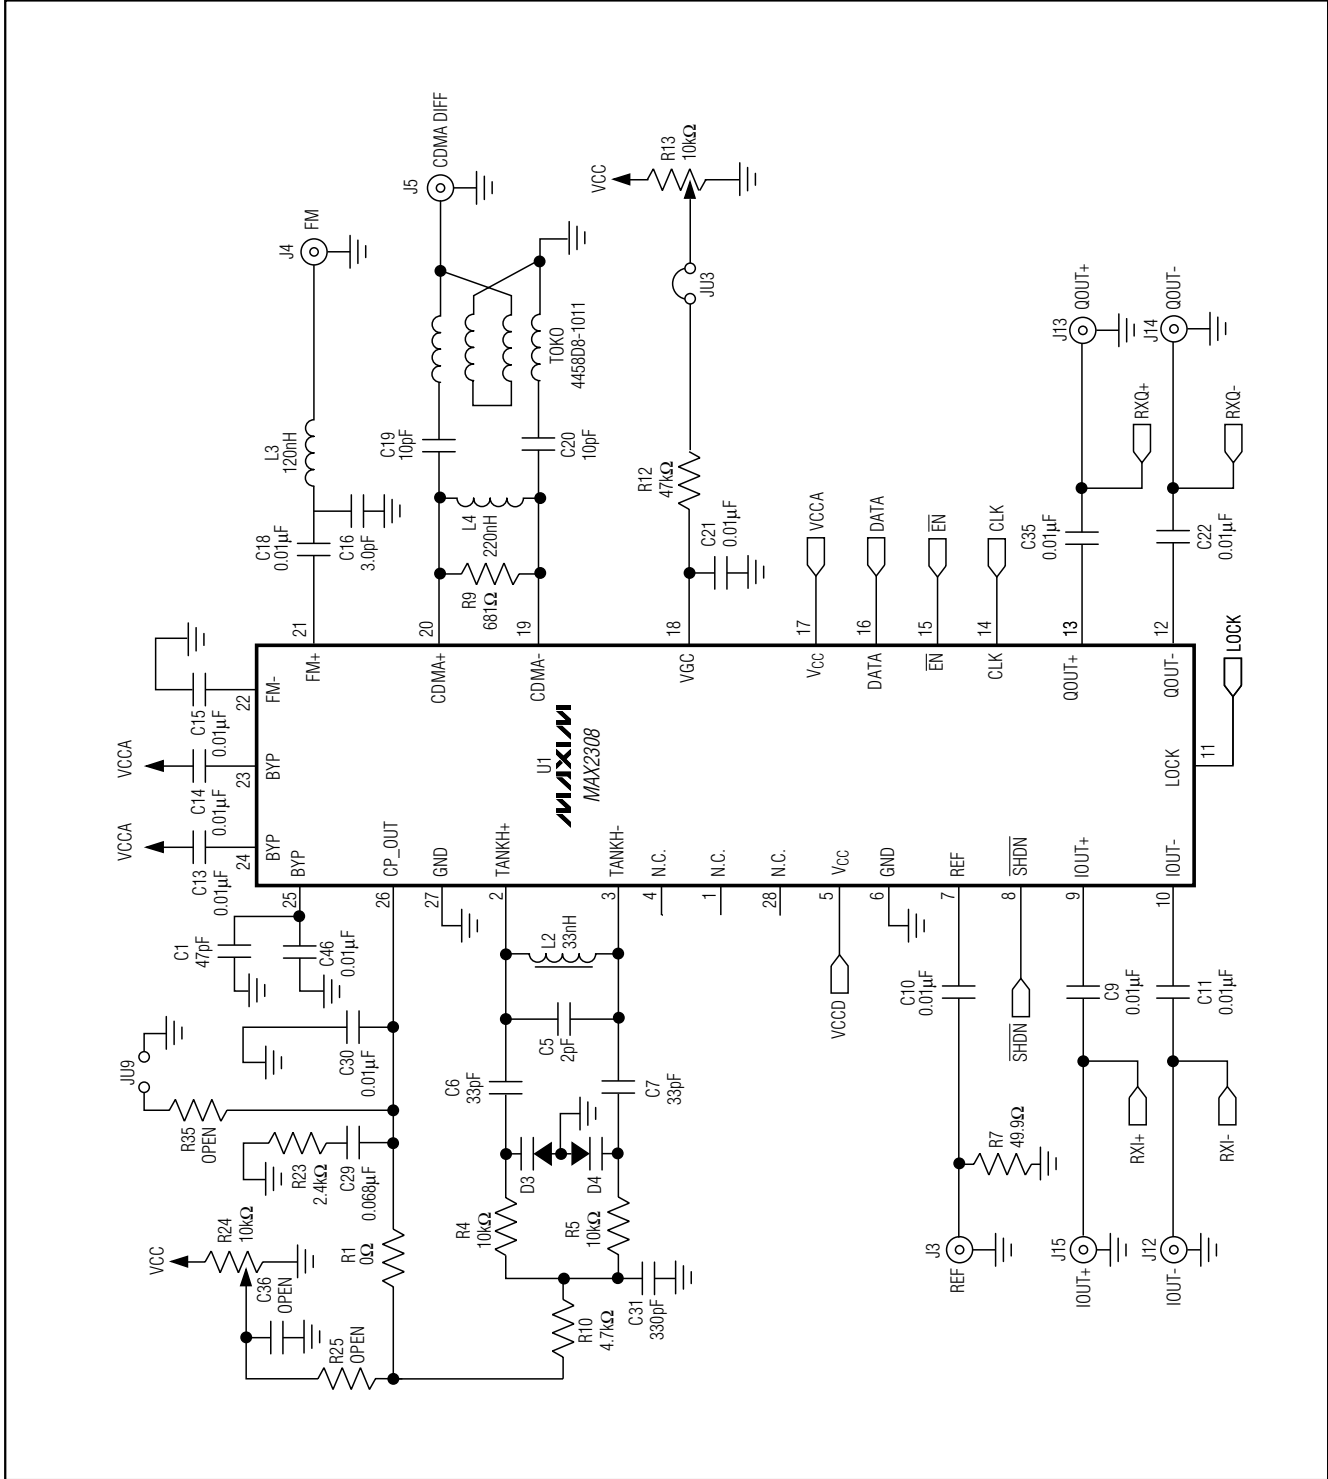 J4
FM
J5
CDMA DIFF
VCC
R13
10kΩ
JU3
J13
QOUT+
J14
QOUT-
L3
120nH
C18
0.01µF
C16
3.0pF
C19
10pF
C20
10pF
TOKO
4458D8-1011
L4
220nH
R9
681Ω
R12
47kΩ
C21
0.01µF
VCCA
DATA
EN
CLK
C35
0.01µF
RXQ+
C22
0.01µF
RXQ-
LOCK
21
20
19
18
17
16
15
14
13
12
11
FM+
CDMA+
CDMA-
VGC
VCC
DATA
EN
CLK
QOUT+
QOUT-
LOCK
U1
MAXIM
MAX2308
VCCA
VCCA
C15
0.01µF
C14
0.01µF
C13
0.01µF
22
23
24
FM-
BYP
BYP
BYP
CP_OUT
GND
TANKH+
TANKH-
N.C.
N.C.
N.C.
VCC
GND
REF
SHDN
IOUT+
IOUT-
25
26
27
2
3
4
1
28
5
6
7
8
9
10
C1
47pF
C46
0.01µF
JU9
C30
0.01µF
R35
OPEN
R23
2.4kΩ
C29
0.068µF
VCC
R24
10kΩ
C36
OPEN
R25
OPEN
R1
0Ω
L2
33nH
C5
2pF
C6
33pF
C7
33pF
D3
D4
R4
10kΩ
R5
10kΩ
R10
4.7kΩ
C31
330pF
VCCD
C10
0.01µF
SHDN
C9
0.01µF
C11
0.01µF
RXI+
RXI-
R7
49.9Ω
J3
REF
J15
IOUT+
J12
IOUT-